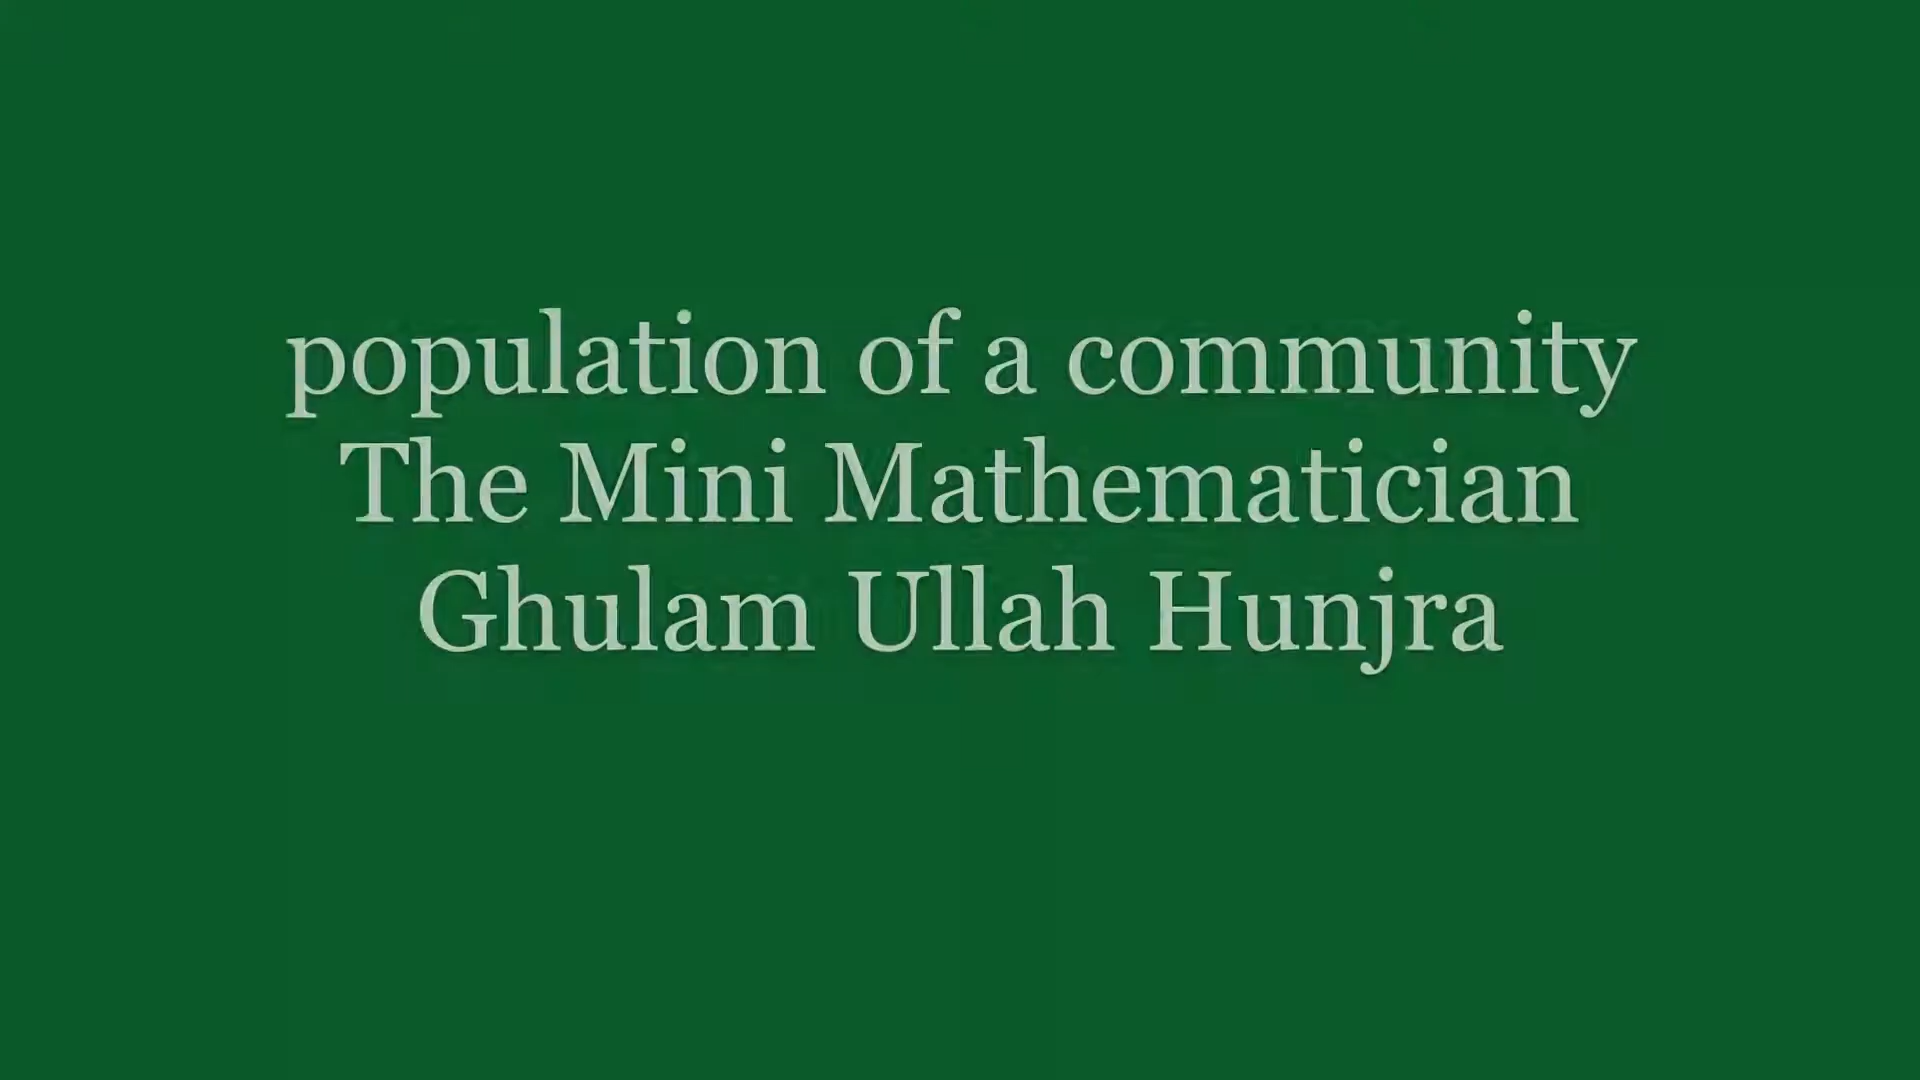 population of a community
The Mini Mathematician
Ghulam Ullah Hunjra